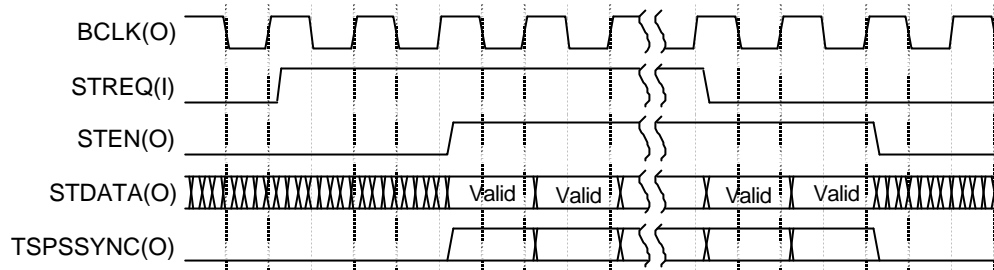 BCLK(O)
STREQ(I)
STEN(O)
STDATA(O) Valid Valid Valid Valid
TSPSSYNC(O)